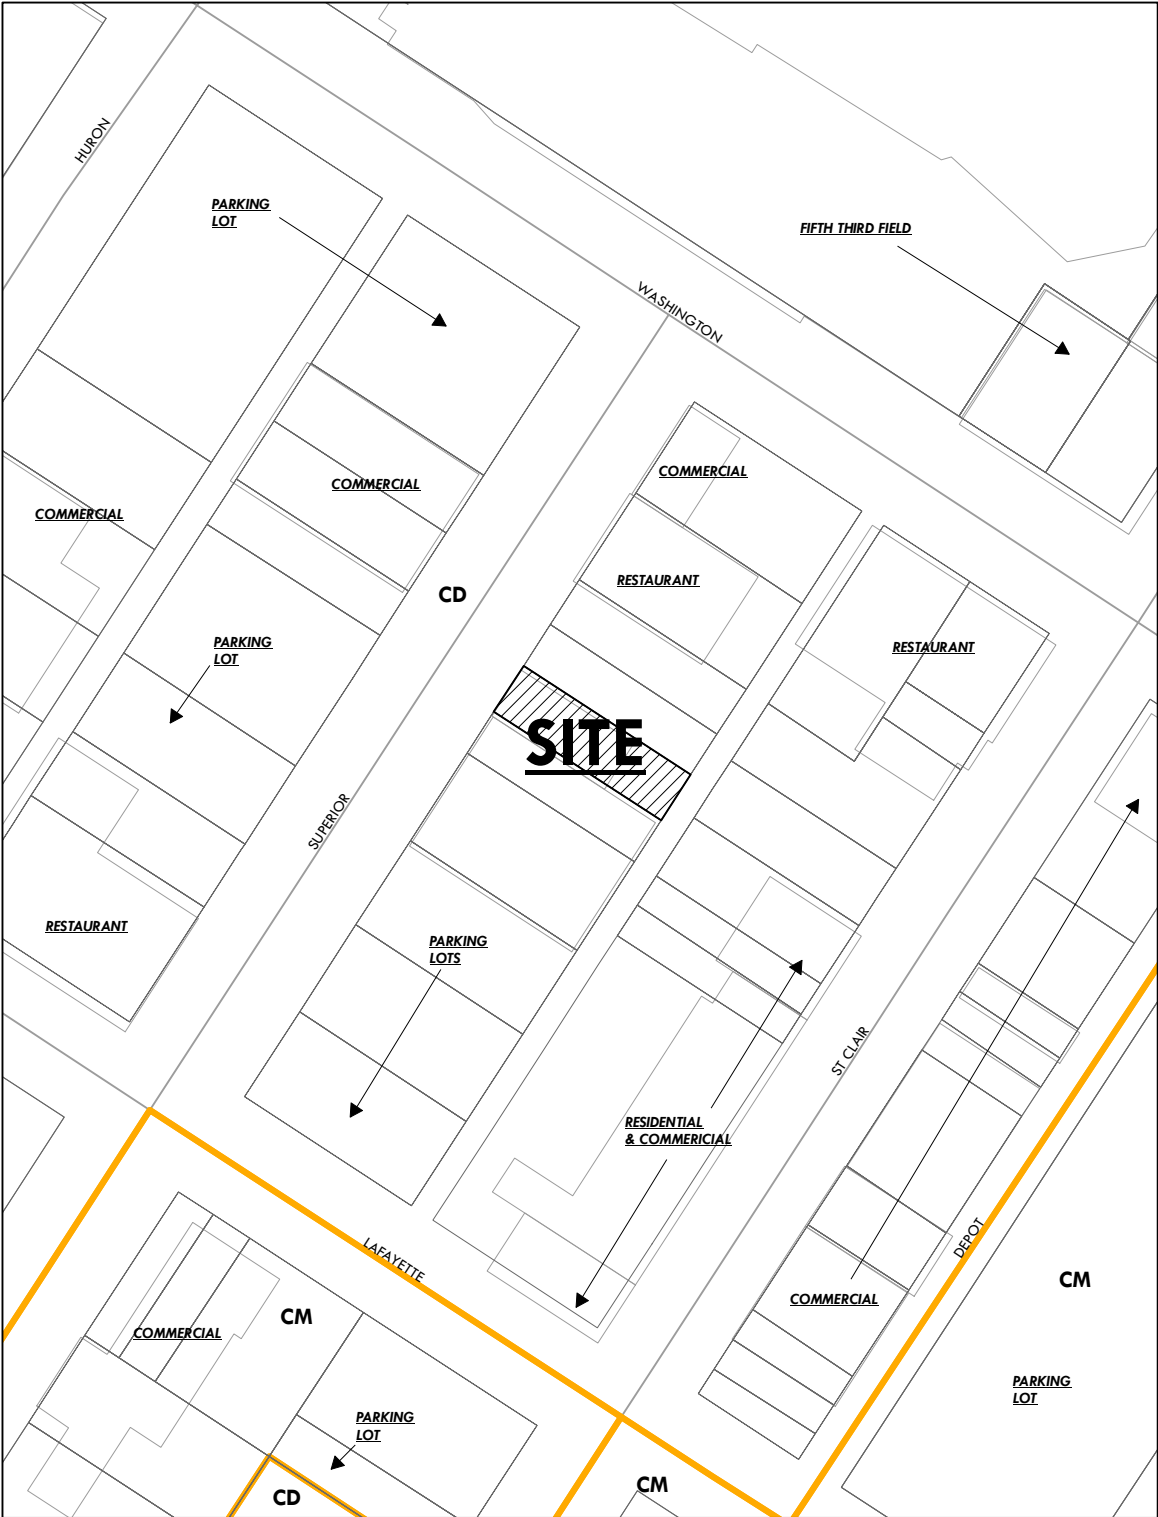 HURON
PARKING
LOT
FIFTH THIRD FIELD
WASHINGTON
COMMERCIAL
COMMERCIAL
COMMERCIAL
RESTAURANT
CD
PARKING
LOT
RESTAURANT
SITE
SUPERIOR
RESTAURANT
PARKING
LOTS
ST CLAIR
RESIDENTIAL
& COMMERICIAL
LAFAYETTE
DEPOT
CM
COMMERCIAL
CM
COMMERCIAL
PARKING
LOT
PARKING
LOT
CM
CD